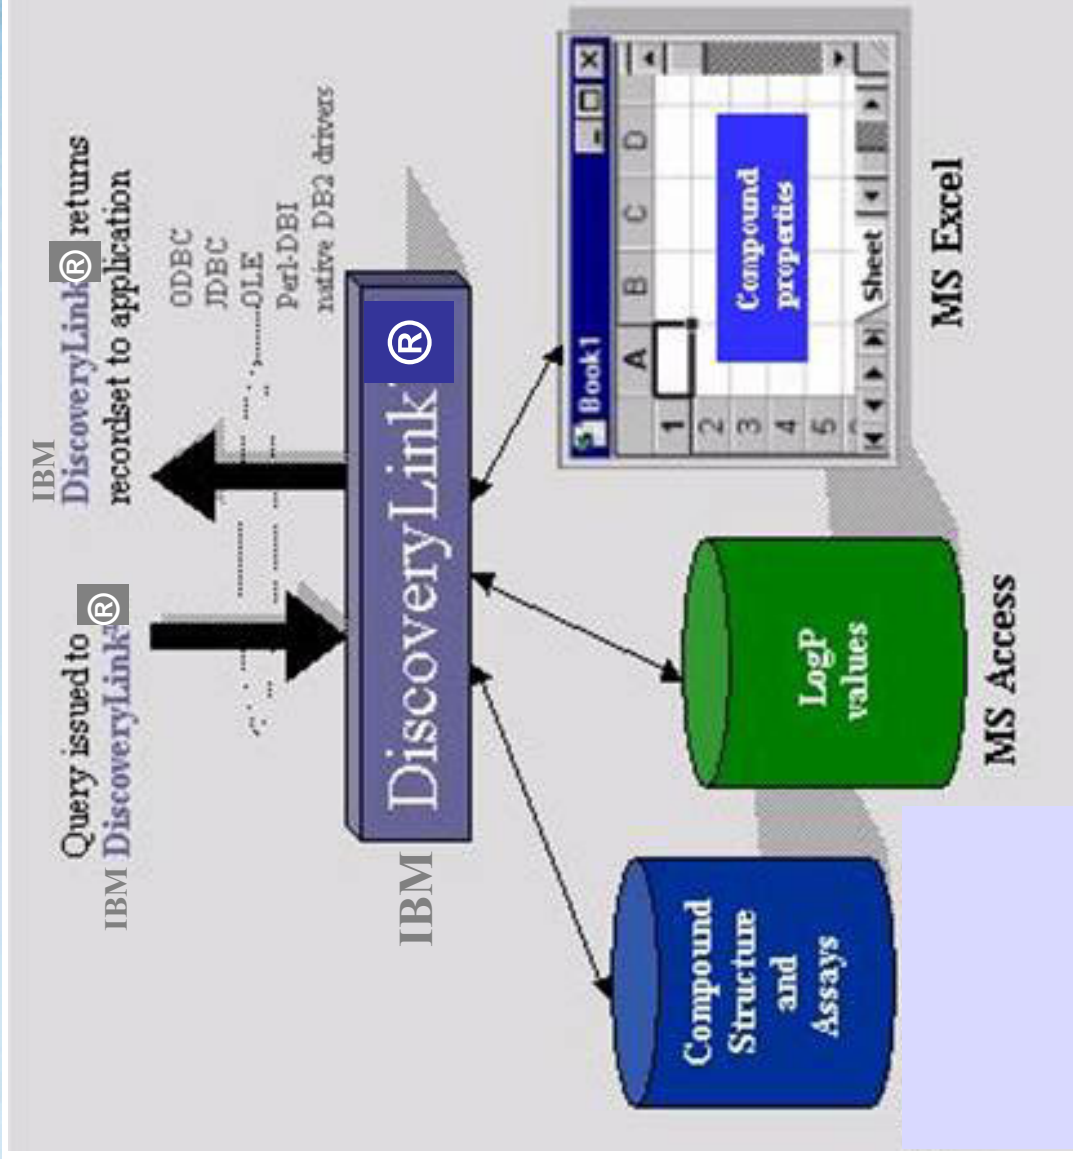 Query issued to
IBM DiscoveryLink®
IBM
DiscoveryLink® returns
recordset to application
ODBC
JDBC
OLE
Perl-DBI
native DB2 drivers
IBM DiscoveryLink ®
Compound
Structure
and
Assays
LogP
values
MS Access
Book1
A B C D
1
2
3
4
5
Compound
properties
Sheet
MS Excel